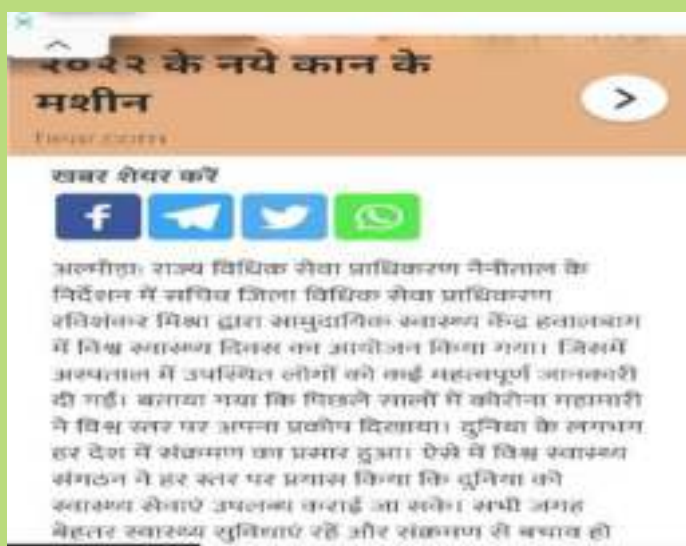 २०२२ के नये कान के
मशीन
खबर शेयर करें
अल्मोड़ा: राज्य विधिक सेवा प्राधिकरण नैनीताल के
निर्देशन में सचिव जिला विधिक सेवा प्राधिकरण
रविशंकर मिश्रा द्वारा सामुदायिक स्वास्थ्य केंद्र हवालबाग
में विश्व स्वास्थ्य दिवस का आयोजन किया गया। जिसमें
अस्पताल में उपस्थित लोगों को कई महत्वपूर्ण जानकारी
दी गई। बताया गया कि पिछले सालों में कोरोना महामारी
ने विश्व स्तर पर अपना प्रकोप दिखाया। दुनिया के लगभग
हर देश में संक्रमण का प्रसार हुआ। ऐसे में विश्व स्वास्थ्य
संगठन ने हर स्तर पर प्रयास किया कि दुनिया को
स्वास्थ्य सेवाएं उपलब्ध कराई जा सके। सभी जगह
बेहतर स्वास्थ्य सुविधाएं रहें और संक्रमण से बचाव हो